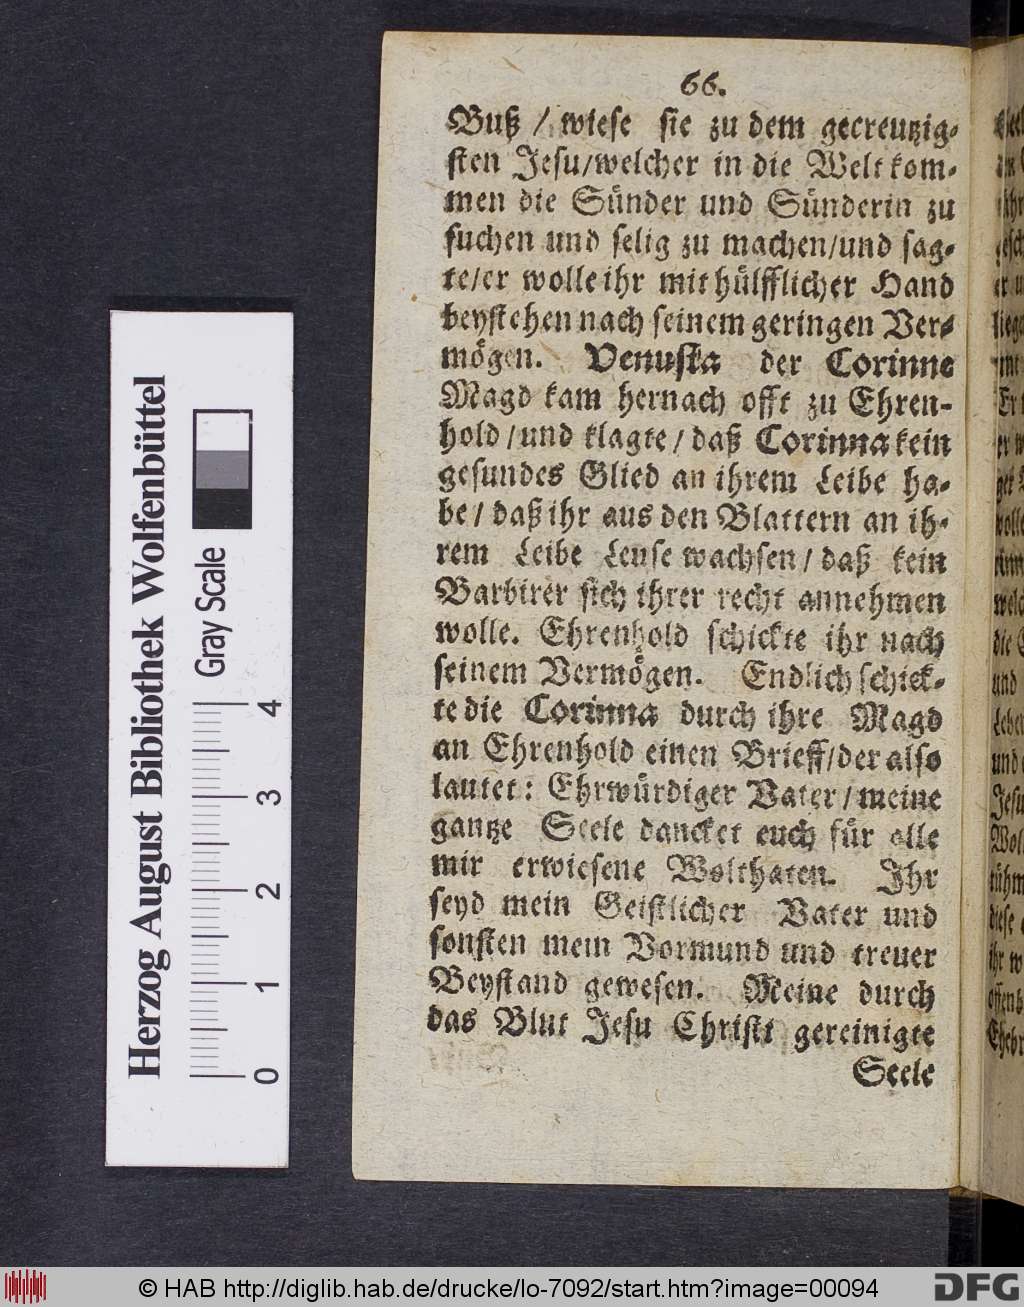 66.
Buß / wiese sie zu dem gecreutzig-
sten Jesu/welcher in die Welt kom-
men die Sünder und Sünderin zu
suchen und selig zu machen/und sag-
te/er wolle ihr mit hülfflicher Hand
beystehen nach seinem geringen Ver-
mögen. Venuska der Corinne
Magd kam hernach offt zu Ehren-
hold/und klagte/daß Corinna kein
gesundes Glied an ihrem Leibe ha-
be/daß ihr aus den Blattern an ih-
rem Leibe Leuse wachsen/daß kein
Barbirer sich ihrer recht annehmen
wolle. Ehrenhold schickte ihr nach
seinem Vermögen. Endlich schick-
te die Corinna durch ihre Magd
an Ehrenhold einen Brieff/der also
lautet: Ehrwürdiger Vater/meine
gantze Seele dancket euch für alle
mir erwiesene Wolthaten. Ihr
seyd mein Geistlicher Vater und
sonsten mein Vormund und treuer
Beystand gewesen. Meine durch
das Blut Jesu Christi gereinigte
Seele
Herzog August Bibliothek Wolfenbüttel
Gray Scale
0 1 2 3 4
© HAB http://diglib.hab.de/drucke/lo-7092/start.htm?image=00094
DFG